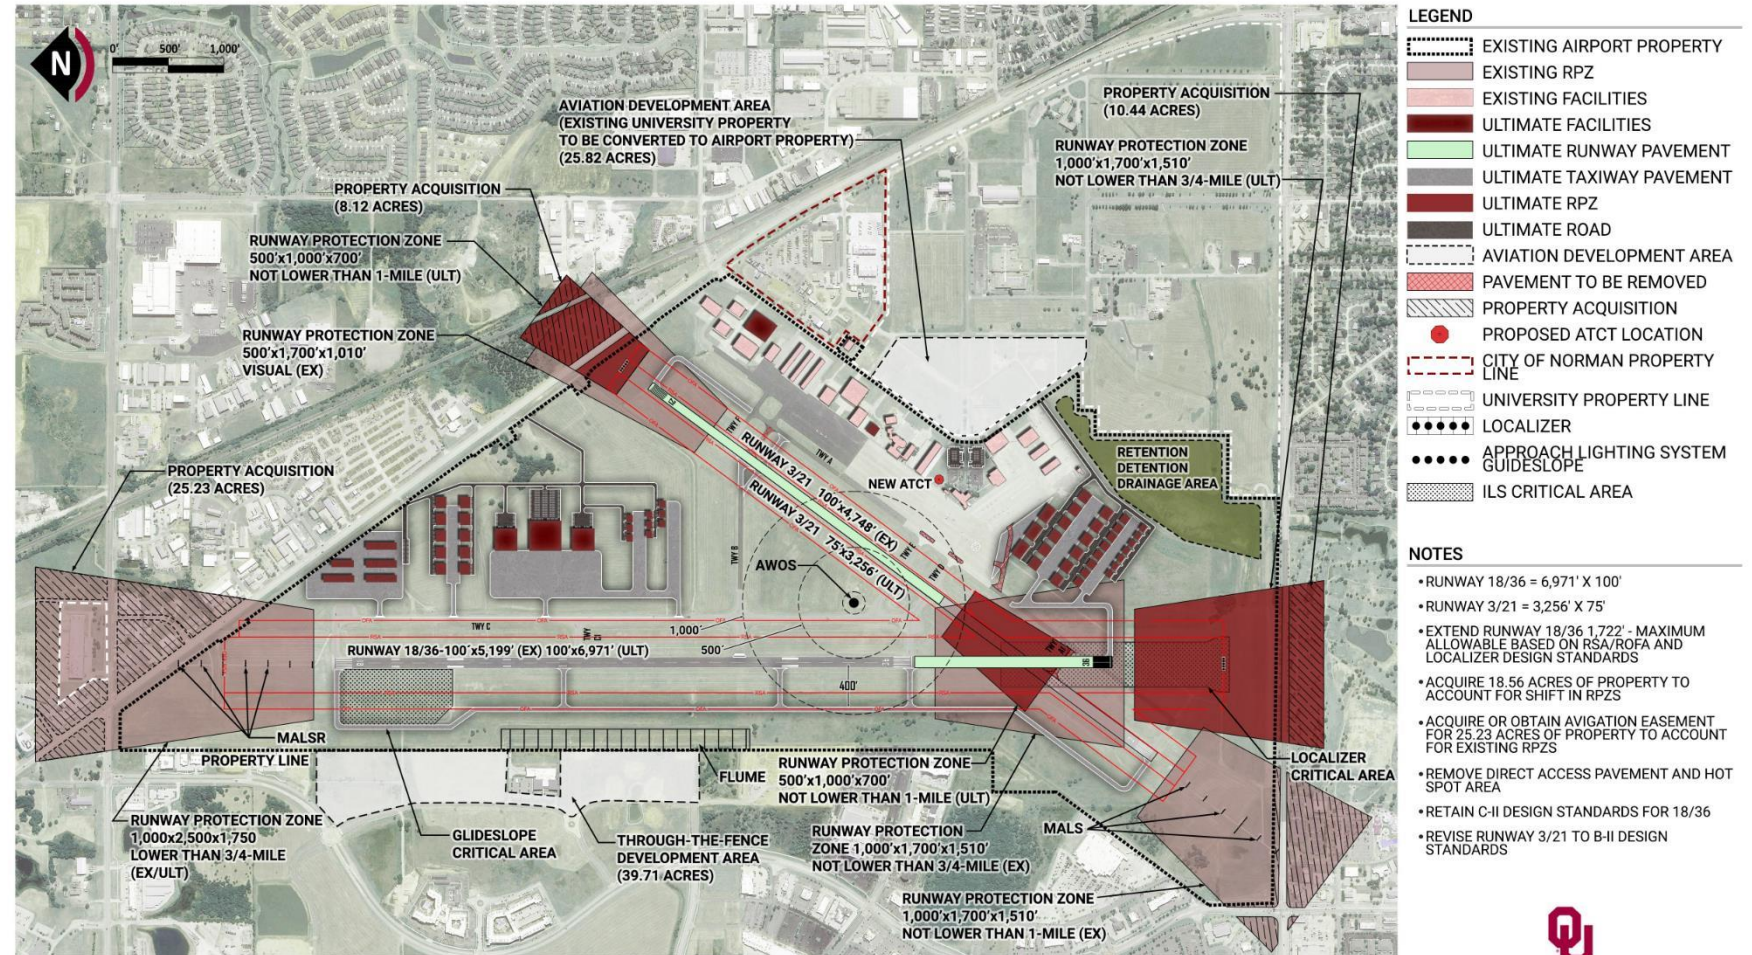 N
0' 500' 1,000'
AVIATION DEVELOPMENT AREA
(EXISTING UNIVERSITY PROPERTY
TO BE CONVERTED TO AIRPORT PROPERTY)
(25.82 ACRES)
PROPERTY ACQUISITION
(10.44 ACRES)
RUNWAY PROTECTION ZONE
1,000'x1,700'x1,510'
NOT LOWER THAN 3/4-MILE (ULT)
PROPERTY ACQUISITION
(8.12 ACRES)
RUNWAY PROTECTION ZONE
500'x1,000'x700'
NOT LOWER THAN 1-MILE (ULT)
RUNWAY PROTECTION ZONE
500'x1,700'x1,010'
VISUAL (EX)
PROPERTY ACQUISITION
(25.23 ACRES)
TWY F
TWY A
RUNWAY 3/21 100'x4,748' (EX)
RUNWAY 3/21 75'x3,256' (ULT)
TWY E
TWY D
TWY B
NEW ATCT
RETENTION
DETENTION
DRAINAGE AREA
AWOS
1,000'
500'
400'
TWY C
RUNWAY 18/36-100'x5,199' (EX) 100'x6,971' (ULT)
36
OFA
RSA
MALSR
PROPERTY LINE
FLUME
RUNWAY PROTECTION ZONE
500'x1,000'x700'
NOT LOWER THAN 1-MILE (ULT)
LOCALIZER
CRITICAL AREA
RUNWAY PROTECTION ZONE
1,000x2,500x1,750
LOWER THAN 3/4-MILE
(EX/ULT)
GLIDESLOPE
CRITICAL AREA
THROUGH-THE-FENCE
DEVELOPMENT AREA
(39.71 ACRES)
RUNWAY PROTECTION
ZONE 1,000'x1,700'x1,510'
NOT LOWER THAN 3/4-MILE (EX)
MALS
RUNWAY PROTECTION ZONE
1,000'x1,700'x1,510'
NOT LOWER THAN 1-MILE (EX)
LEGEND
EXISTING AIRPORT PROPERTY
EXISTING RPZ
EXISTING FACILITIES
ULTIMATE FACILITIES
ULTIMATE RUNWAY PAVEMENT
ULTIMATE TAXIWAY PAVEMENT
ULTIMATE RPZ
ULTIMATE ROAD
AVIATION DEVELOPMENT AREA
PAVEMENT TO BE REMOVED
PROPERTY ACQUISITION
PROPOSED ATCT LOCATION
CITY OF NORMAN PROPERTY
LINE
UNIVERSITY PROPERTY LINE
LOCALIZER
APPROACH LIGHTING SYSTEM
GUIDESLOPE
ILS CRITICAL AREA
NOTES
• RUNWAY 18/36 = 6,971' X 100'
• RUNWAY 3/21 = 3,256' X 75'
• EXTEND RUNWAY 18/36 1,722' - MAXIMUM
ALLOWABLE BASED ON RSA/ROFA AND
LOCALIZER DESIGN STANDARDS
• ACQUIRE 18.56 ACRES OF PROPERTY TO
ACCOUNT FOR SHIFT IN RPZS
• ACQUIRE OR OBTAIN AVIGATION EASEMENT
FOR 25.23 ACRES OF PROPERTY TO ACCOUNT
FOR EXISTING RPZS
• REMOVE DIRECT ACCESS PAVEMENT AND HOT
SPOT AREA
• RETAIN C-II DESIGN STANDARDS FOR 18/36
• REVISE RUNWAY 3/21 TO B-II DESIGN
STANDARDS
OU